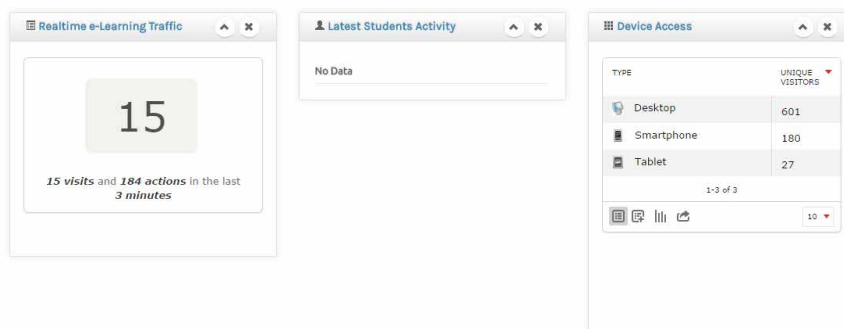 Realtime e-Learning Traffic
15
15 visits and 184 actions in the last
3 minutes
Latest Students Activity
No Data
Device Access
TYPE
UNIQUE
VISITORS
Desktop 601
Smartphone 180
Tablet 27
1-3 of 3
10